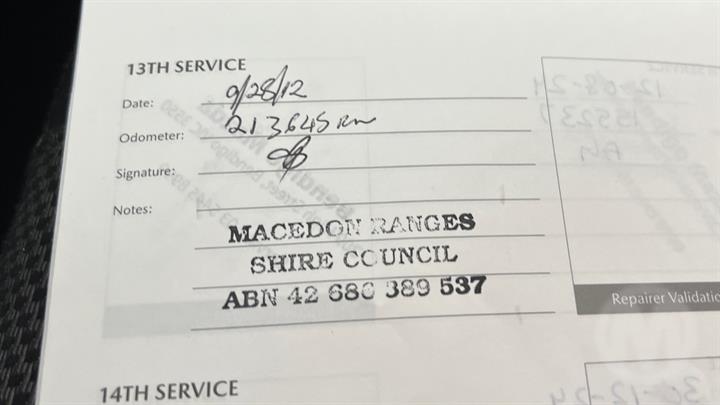 13TH SERVICE
Date: 9/28/12
Odometer: 213645 km
Signature:
Notes:
MACEDON RANGES
SHIRE COUNCIL
ABN 42 686 389 537
Repairer Validatio
14TH SERVICE